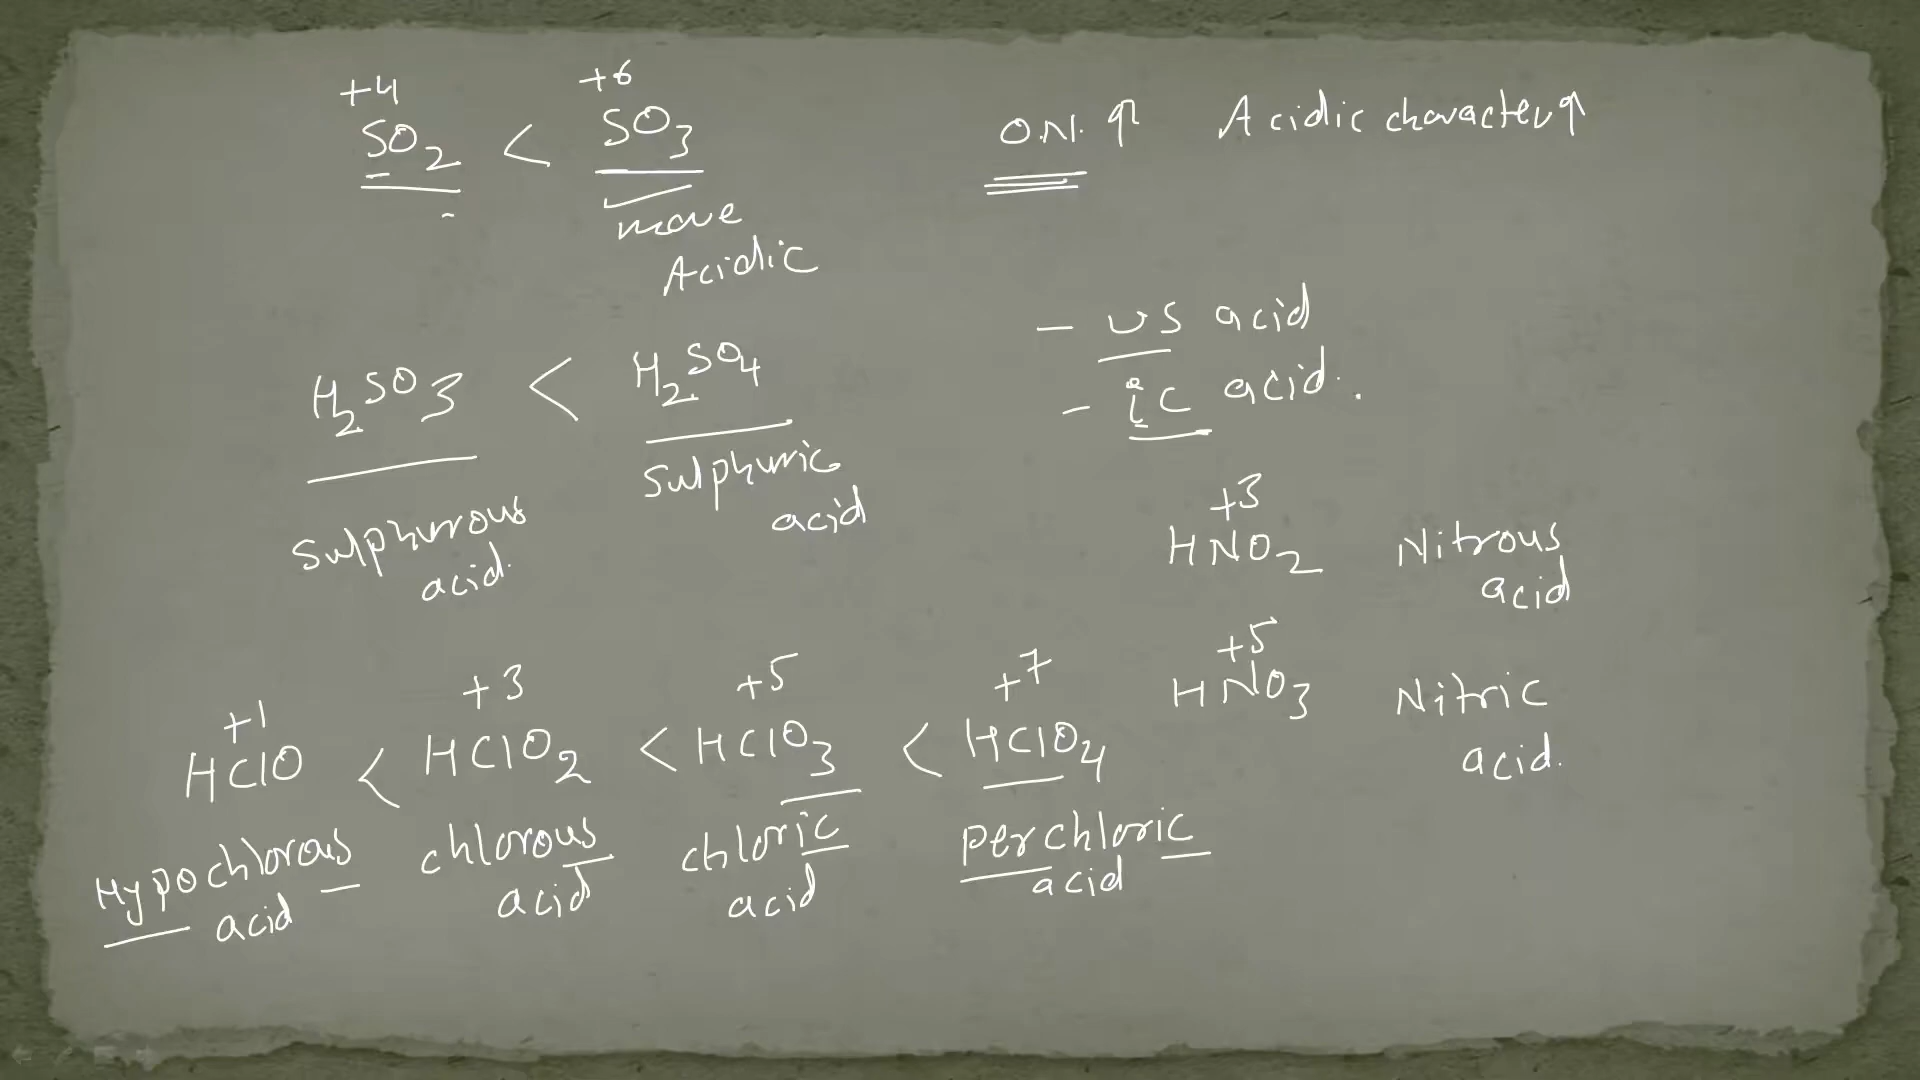 +4 +6
SO2 < SO3 O.N. ↑ Acidic character↑
more
Acidic
- us acid
- ic acid.
H2SO3 < H2SO4
Sulphuric
acid
Sulphurous
acid.
+3
HNO2 Nitrous
acid
+5
HNO3 Nitric
acid.
+1 +3 +5 +7
HClO < HClO2 < HClO3 < HClO4
Hypochlorous chlorous chloric perchloric
acid acid acid acid